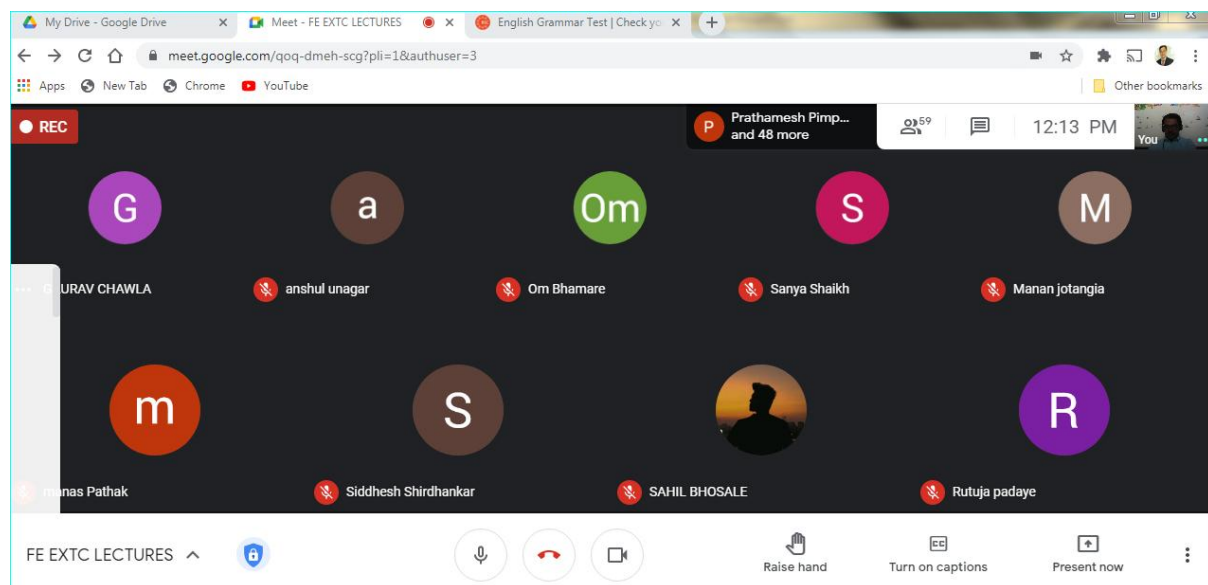 My Drive - Google Drive
Meet - FE EXTC LECTURES
English Grammar Test | Check yo
meet.google.com/qoq-dmeh-scg?pli=1&authuser=3
Apps New Tab Chrome YouTube Other bookmarks
REC
P Prathamesh Pimp...
and 48 more
59
12:13 PM
You
G a Om S M
GAURAV CHAWLA anshul unagar Om Bhamare Sanya Shaikh Manan jotangia
m S R
manas Pathak Siddhesh Shirdhankar SAHIL BHOSALE Rutuja padaye
FE EXTC LECTURES
Raise hand Turn on captions Present now